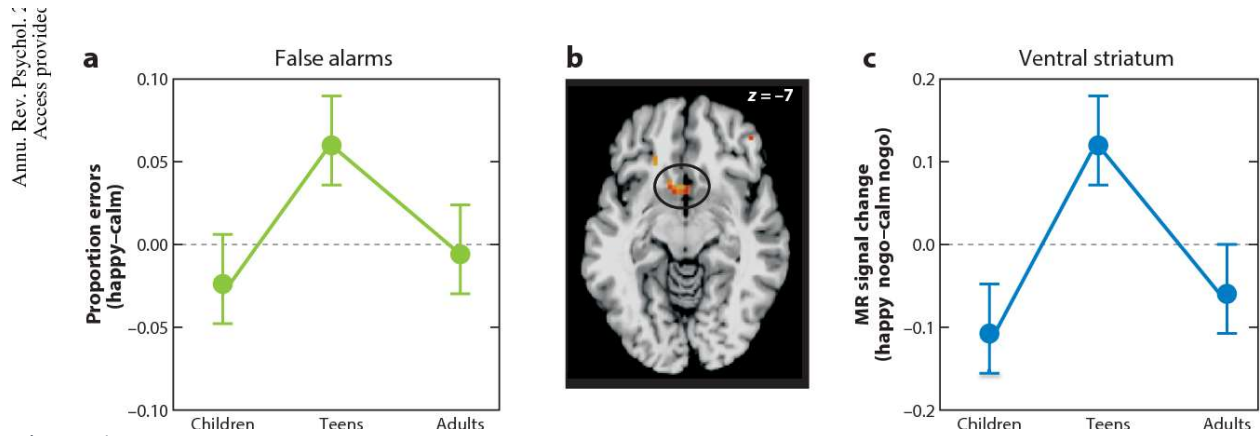 Annu. Rev. Psychol.
Access provided
a
False alarms
Proportion errors
(happy–calm)
0.10
0.05
0.00
–0.05
–0.10
Children
Teens
Adults
b
z = –7
c
Ventral striatum
MR signal change
(happy nogo–calm nogo)
0.2
0.1
0.0
–0.1
–0.2
Children
Teens
Adults